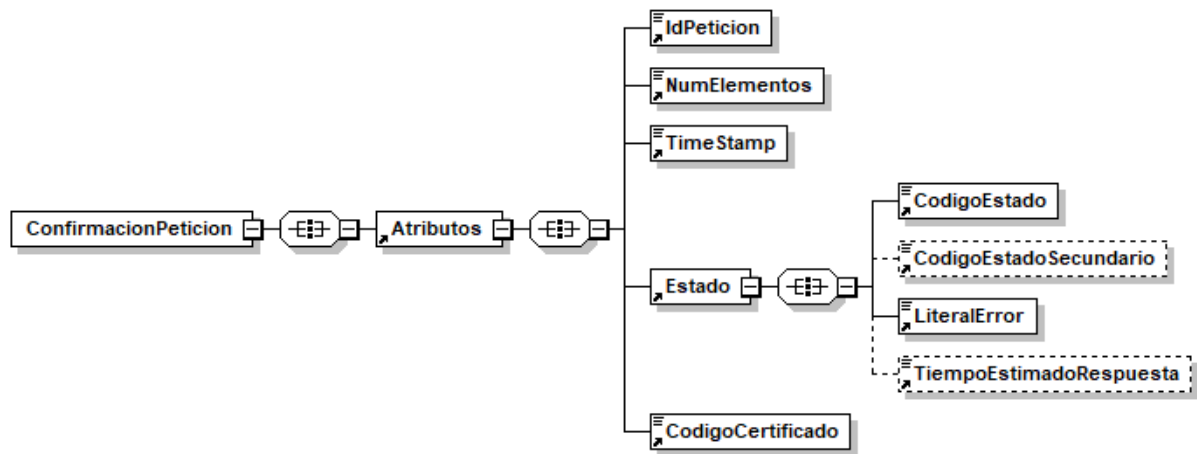 IdPeticion
NumElementos
TimeStamp
CodigoEstado
ConfirmacionPeticion
Atributos
CodigoEstadoSecundario
Estado
LiteralError
TiempoEstimadoRespuesta
CodigoCertificado